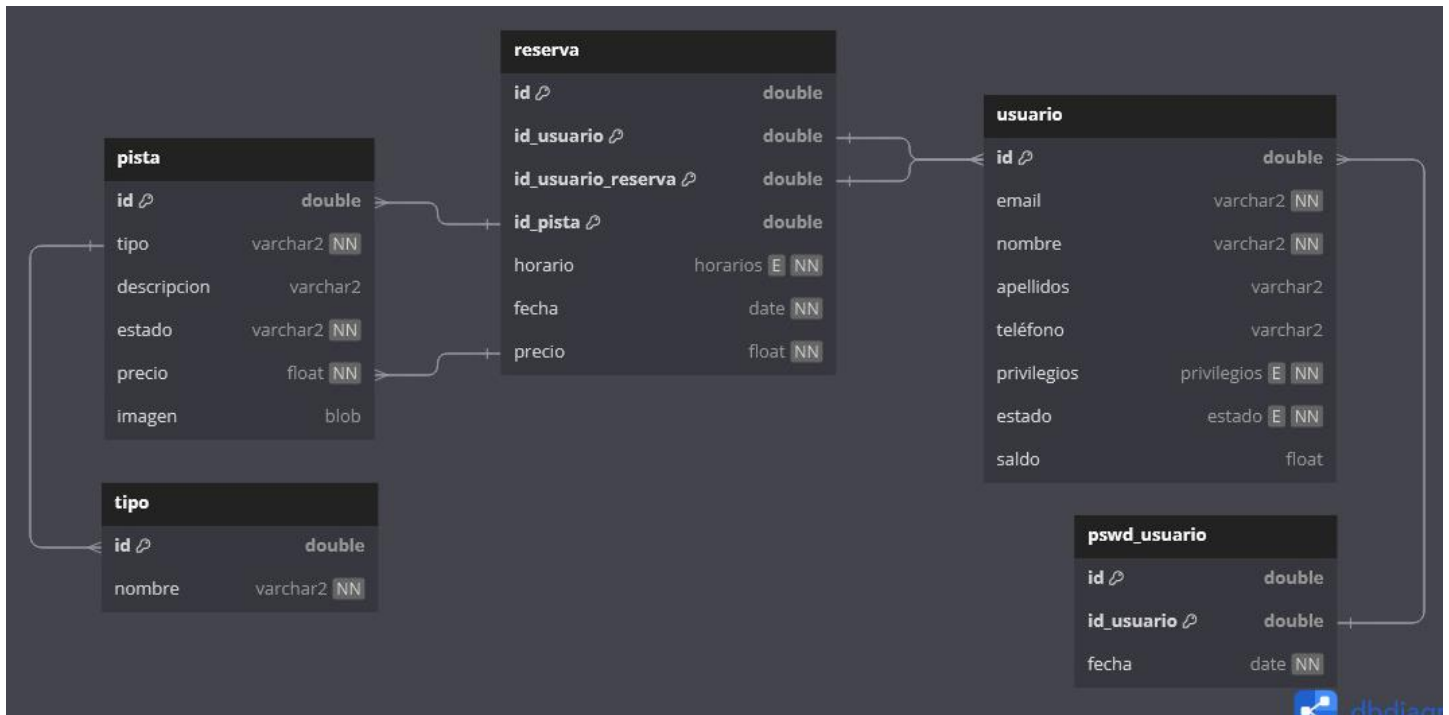 reserva
id double
id_usuario double
id_usuario_reserva double
id_pista double
horario horarios E NN
fecha date NN
precio float NN
pista
id double
tipo varchar2 NN
descripcion varchar2
estado varchar2 NN
precio float NN
imagen blob
tipo
id double
nombre varchar2 NN
usuario
id double
email varchar2 NN
nombre varchar2 NN
apellidos varchar2
teléfono varchar2
privilegios privilegios E NN
estado estado E NN
saldo float
pswd_usuario
id double
id_usuario double
fecha date NN